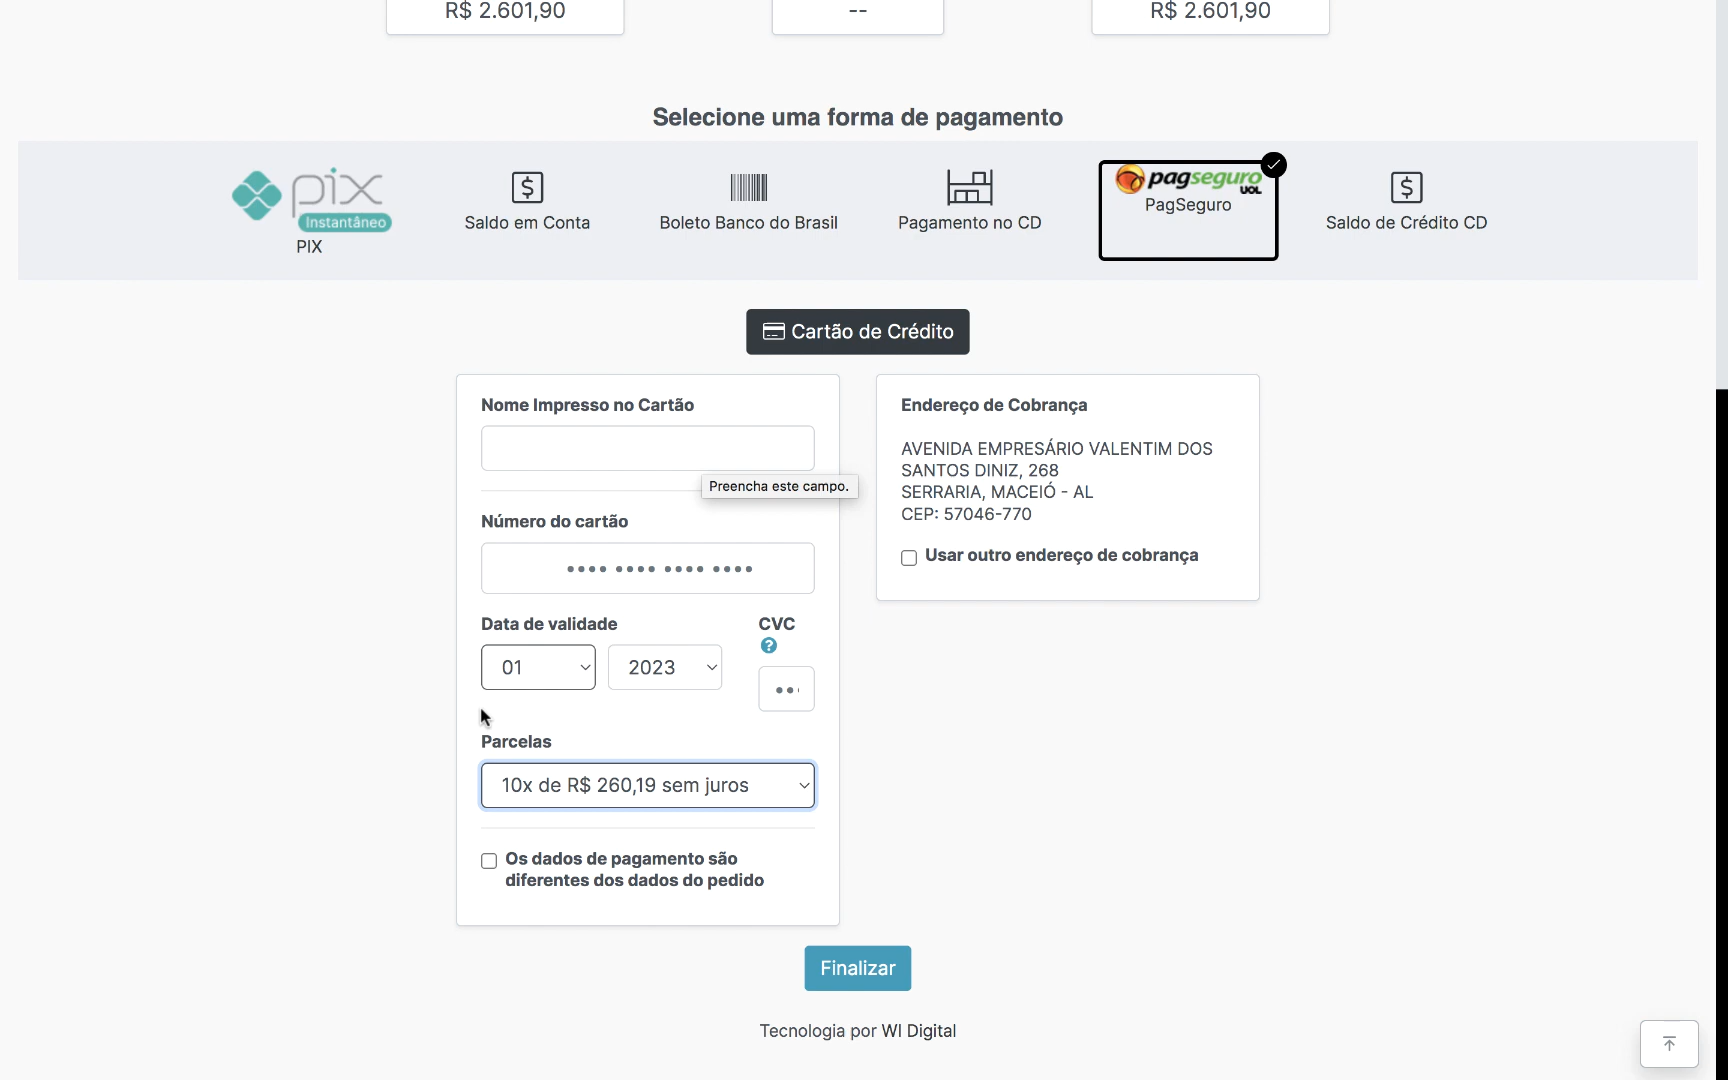 R$ 2.601,90
--
R$ 2.601,90
Selecione uma forma de pagamento
pix
Instantâneo
PIX
Saldo em Conta
Boleto Banco do Brasil
Pagamento no CD
pagseguro
UOL
PagSeguro
Saldo de Crédito CD
Cartão de Crédito
Nome Impresso no Cartão
Preencha este campo.
Número do cartão
•••• •••• •••• ••••
Data de validade
CVC
?
01
2023
•••
Parcelas
10x de R$ 260,19 sem juros
Os dados de pagamento são
diferentes dos dados do pedido
Endereço de Cobrança
AVENIDA EMPRESÁRIO VALENTIM DOS
SANTOS DINIZ, 268
SERRARIA, MACEIÓ - AL
CEP: 57046-770
Usar outro endereço de cobrança
Finalizar
Tecnologia por WI Digital